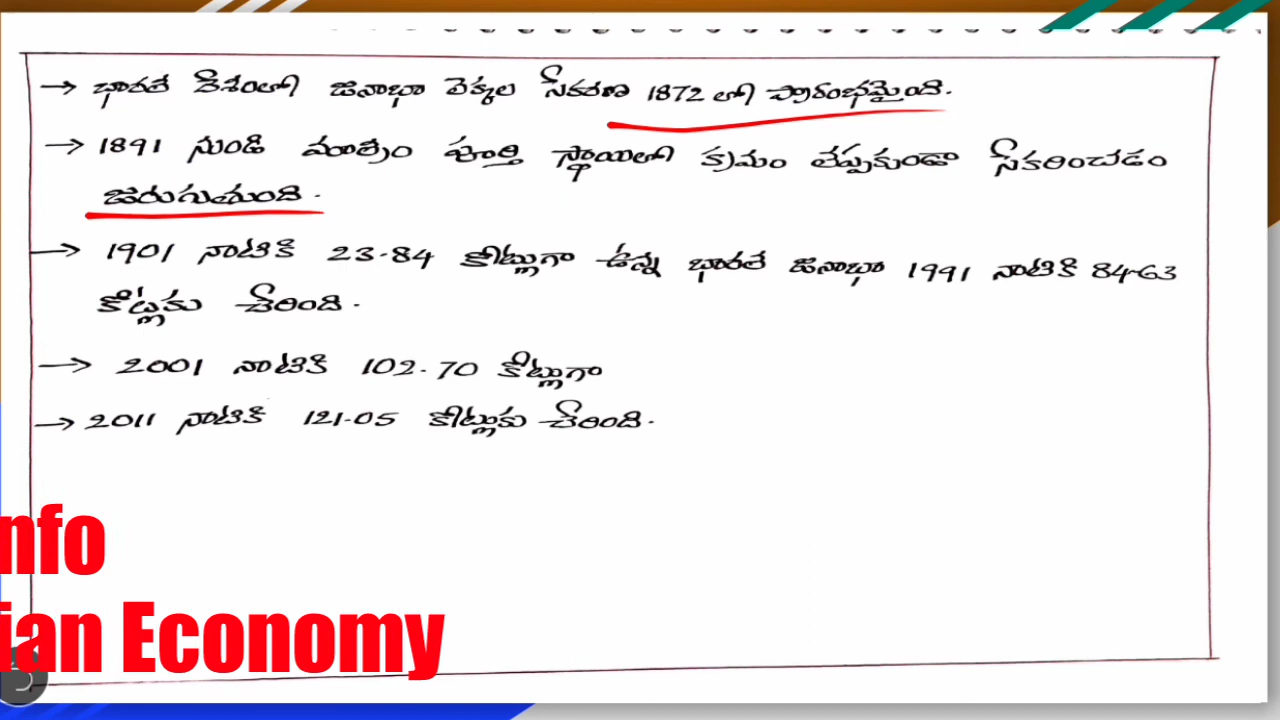 → భారత దేశంలో జనాభా లెక్కల సేకరణ 1872 లో ప్రారంభమైంది.
→ 1891 నుండి మాత్రం పూర్తి స్థాయిలో క్రమం తప్పకుండా సేకరించడం
జరుగుతుంది.
→ 1901 నాటికి 23.84 కోట్లుగా ఉన్న భారత జనాభా 1991 నాటికి 84.63
కోట్లకు చేరింది.
→ 2001 నాటికి 102.70 కోట్లుగా
→ 2011 నాటికి 121.05 కోట్లుకు చేరింది.
nfo
ian Economy